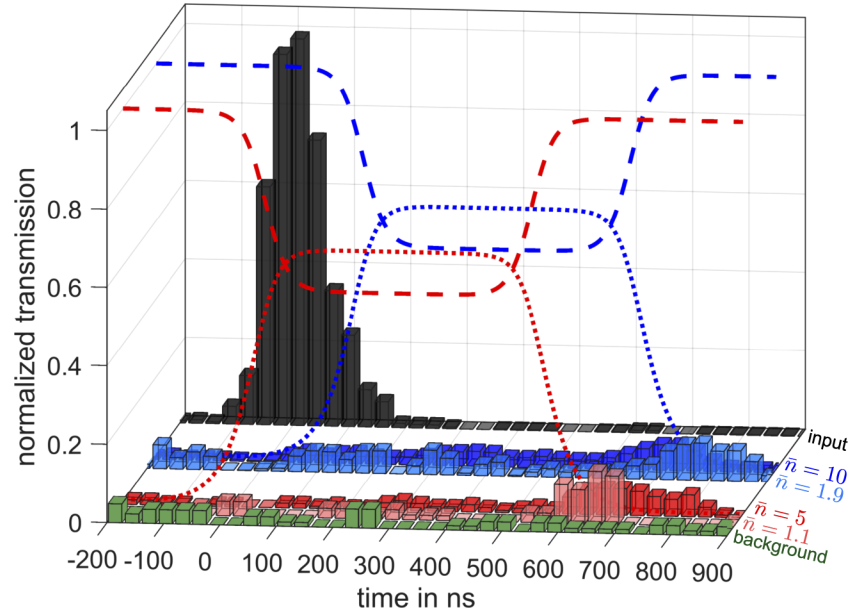 normalized transmission
1
0.8
0.6
0.4
0.2
0
-200 -100 0 100 200 300 400 500 600 700 800 900
time in ns
input
n̄ = 10
n̄ = 1.9
n̄ = 5
n̄ = 1.1
background